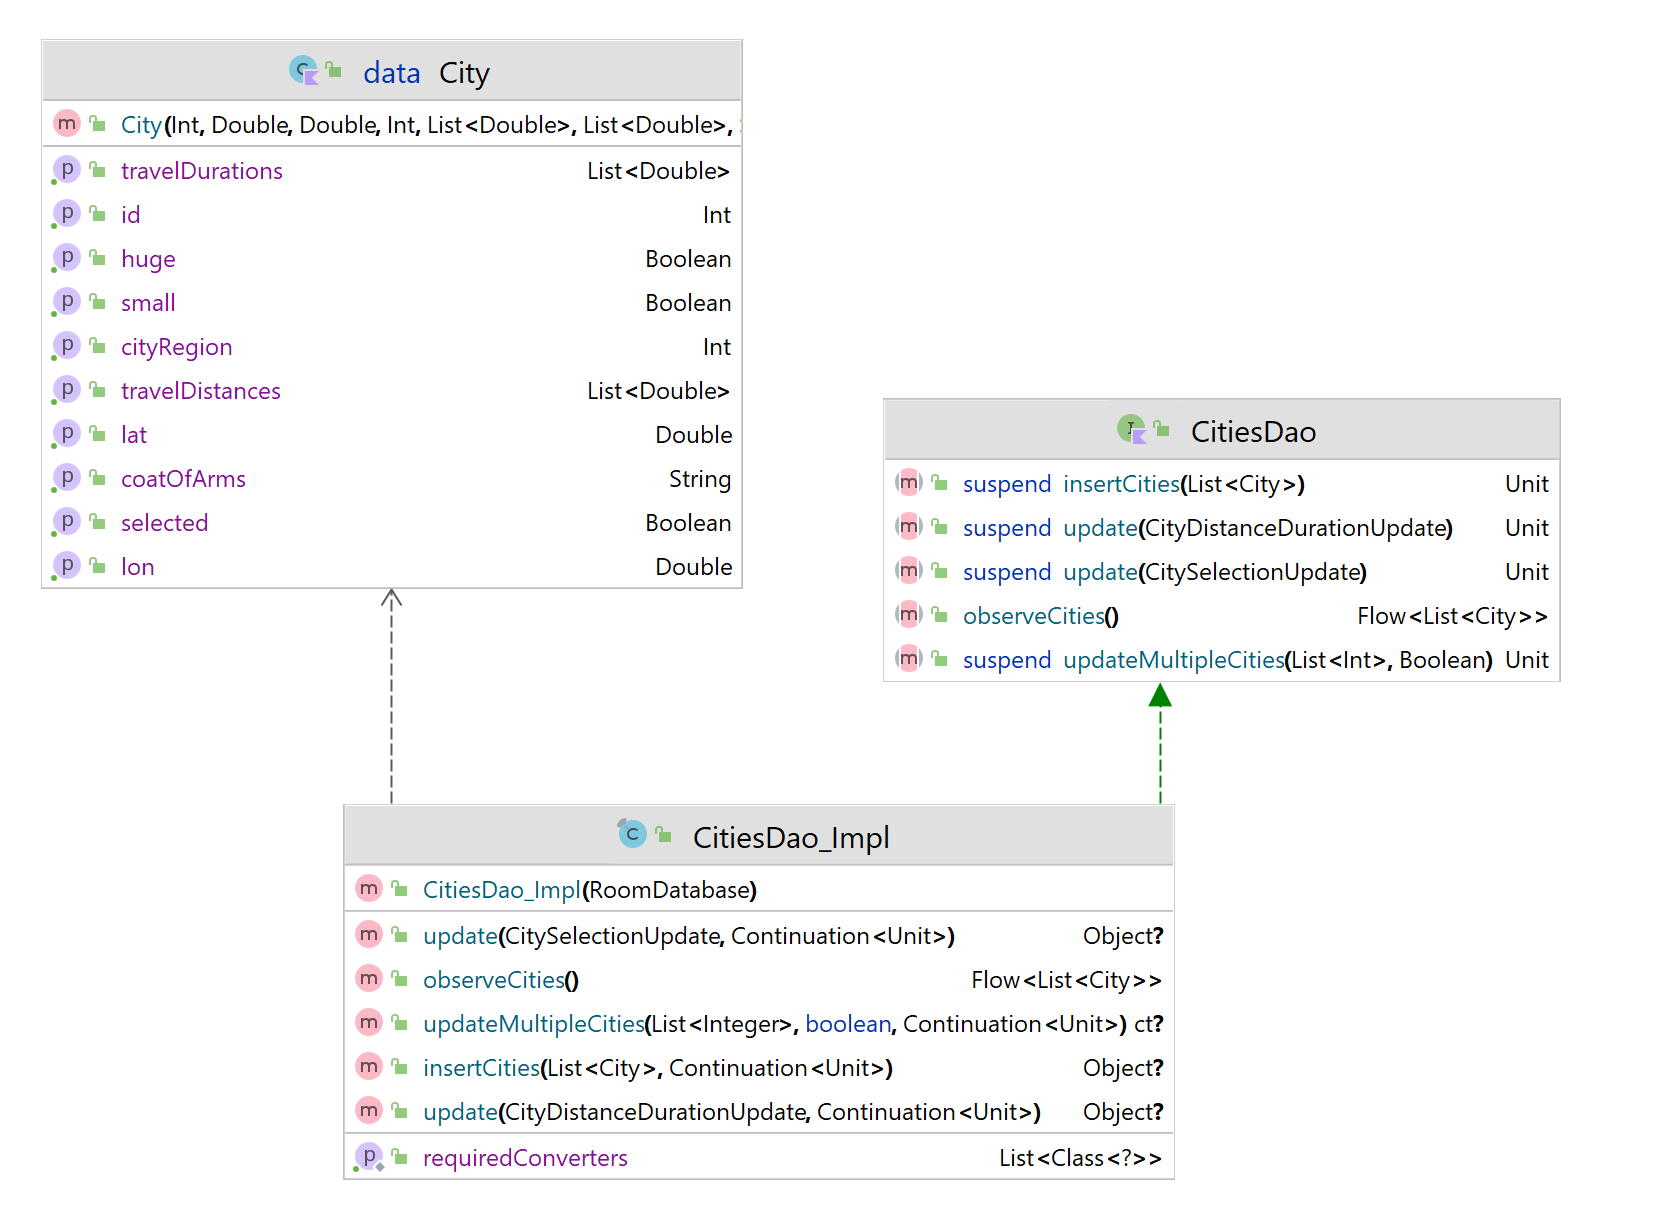 data City
City(Int, Double, Double, Int, List<Double>, List<Double>,
travelDurations List<Double>
id Int
huge Boolean
small Boolean
cityRegion Int
travelDistances List<Double>
lat Double
coatOfArms String
selected Boolean
lon Double
CitiesDao
suspend insertCities(List<City>) Unit
suspend update(CityDistanceDurationUpdate) Unit
suspend update(CitySelectionUpdate) Unit
observeCities() Flow<List<City>>
suspend updateMultipleCities(List<Int>, Boolean) Unit
CitiesDao_Impl
CitiesDao_Impl(RoomDatabase)
update(CitySelectionUpdate, Continuation<Unit>) Object?
observeCities() Flow<List<City>>
updateMultipleCities(List<Integer>, boolean, Continuation<Unit>) ct?
insertCities(List<City>, Continuation<Unit>) Object?
update(CityDistanceDurationUpdate, Continuation<Unit>) Object?
requiredConverters List<Class<?>>